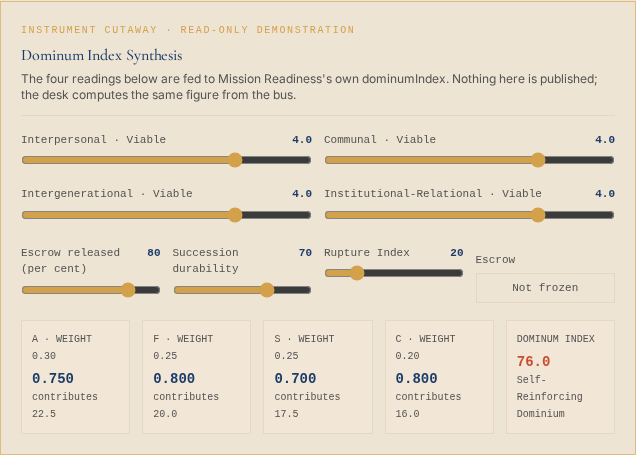 INSTRUMENT CUTAWAY · READ-ONLY DEMONSTRATION
Dominum Index Synthesis
The four readings below are fed to Mission Readiness's own dominumIndex. Nothing here is published;
the desk computes the same figure from the bus.
Interpersonal · Viable 4.0
Communal · Viable 4.0
Intergenerational · Viable 4.0
Institutional-Relational · Viable 4.0
Escrow released 80
(per cent)
Succession 70
durability
Rupture Index 20
Escrow
Not frozen
A · WEIGHT
0.30
0.750
contributes
22.5
F · WEIGHT
0.25
0.800
contributes
20.0
S · WEIGHT
0.25
0.700
contributes
17.5
C · WEIGHT
0.20
0.800
contributes
16.0
DOMINUM INDEX
76.0
Self-
Reinforcing
Dominium